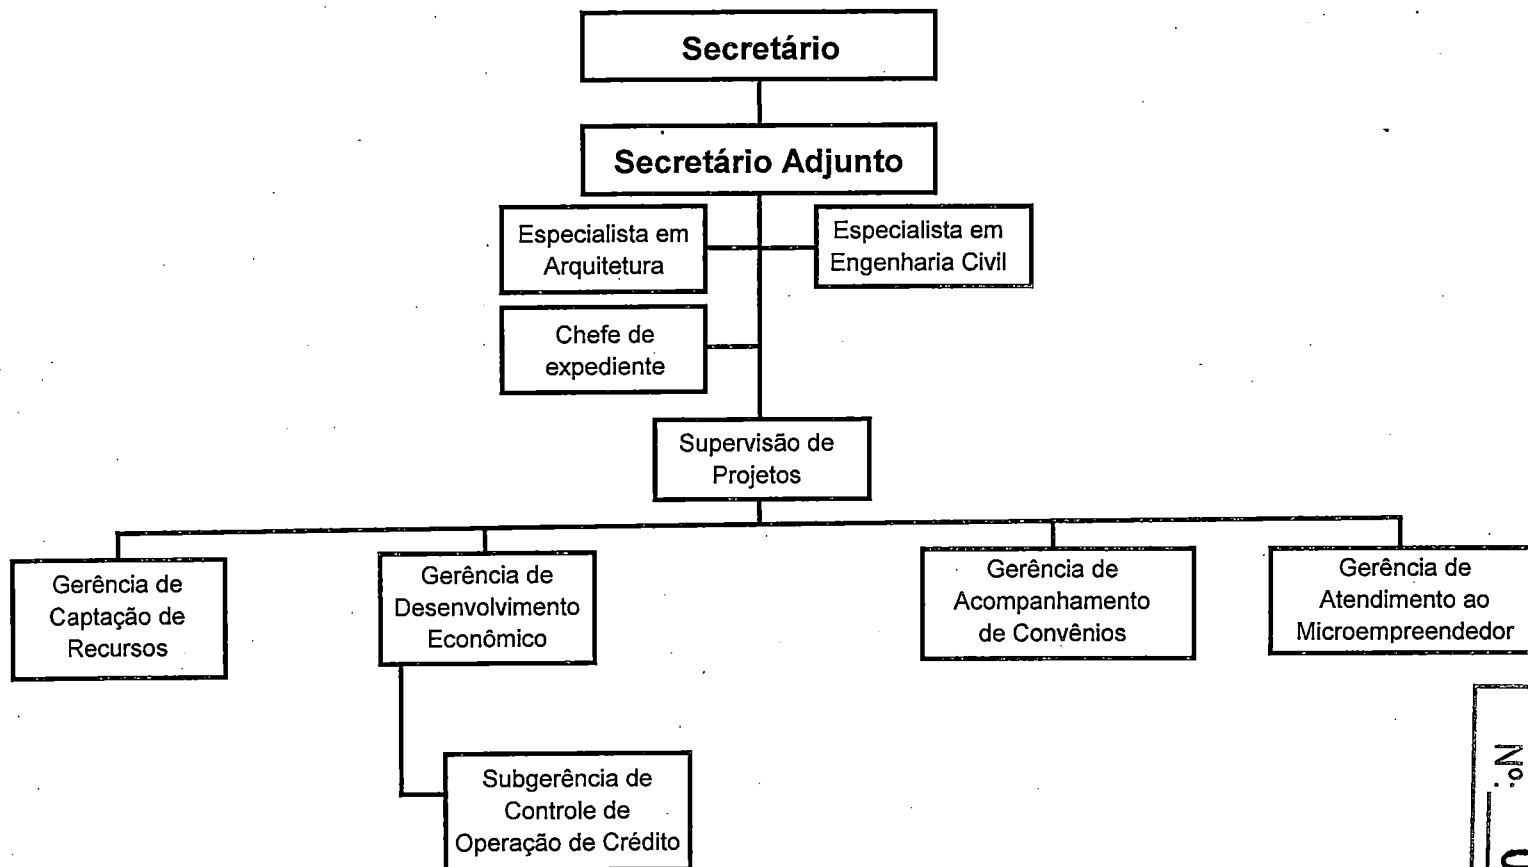 Secretário
Secretário Adjunto
Especialista em
Arquitetura
Especialista em
Engenharia Civil
Chefe de
expediente
Supervisão de
Projetos
Gerência de
Captação de
Recursos
Gerência de
Desenvolvimento
Econômico
Gerência de
Acompanhamento
de Convênios
Gerência de
Atendimento ao
Microempreendedor
Subgerência de
Controle de
Operação de Crédito
Nº.